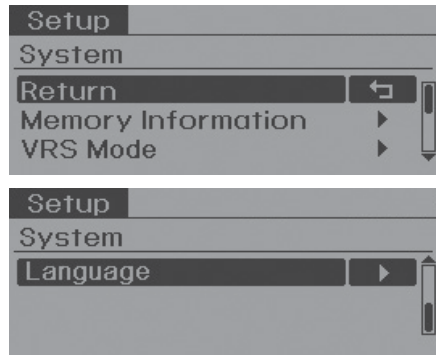 Setup
System
Return
Memory Information
VRS Mode
Setup
System
Language